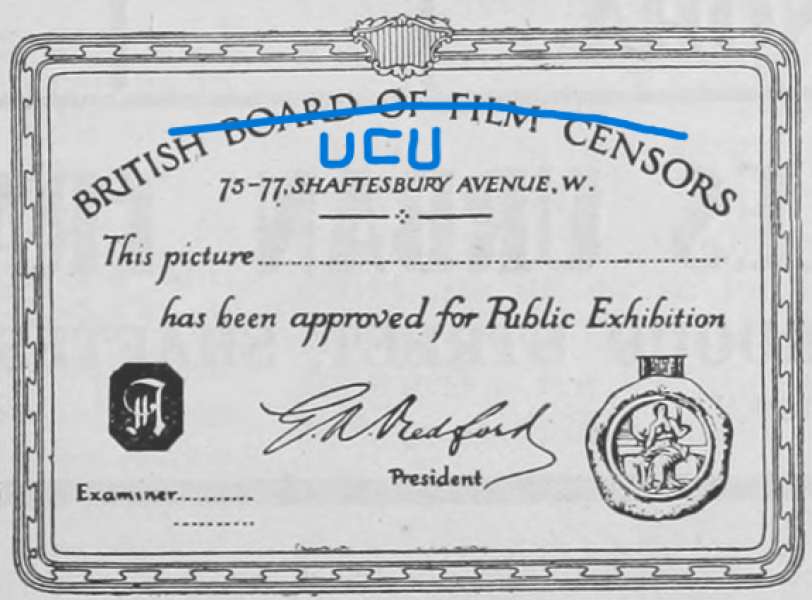 BRITISH BOARD OF FILM CENSORS
UCU
75-77, SHAFTESBURY AVENUE, W.
This picture
has been approved for Public Exhibition
A
G. A. Redford
President
Examiner